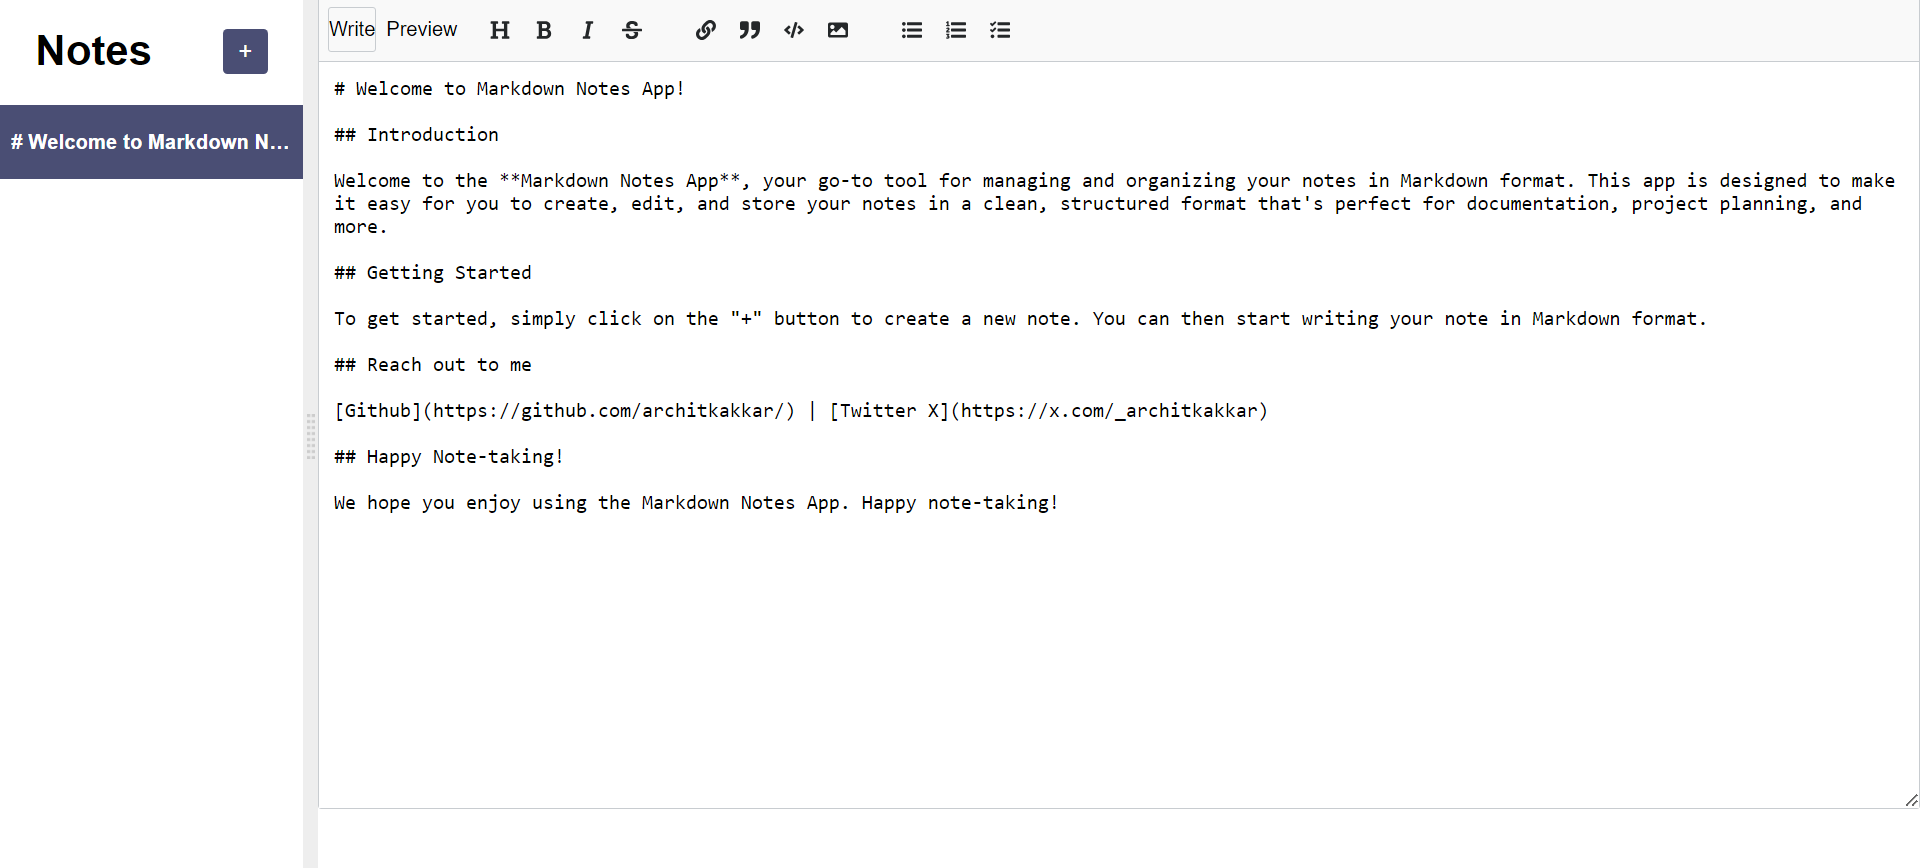 Notes
+
# Welcome to Markdown N...
Write Preview
# Welcome to Markdown Notes App!
## Introduction
Welcome to the **Markdown Notes App**, your go-to tool for managing and organizing your notes in Markdown format. This app is designed to make
it easy for you to create, edit, and store your notes in a clean, structured format that's perfect for documentation, project planning, and
more.
## Getting Started
To get started, simply click on the "+" button to create a new note. You can then start writing your note in Markdown format.
## Reach out to me
[Github](https://github.com/architkakkar/) | [Twitter X](https://x.com/_architkakkar)
## Happy Note-taking!
We hope you enjoy using the Markdown Notes App. Happy note-taking!